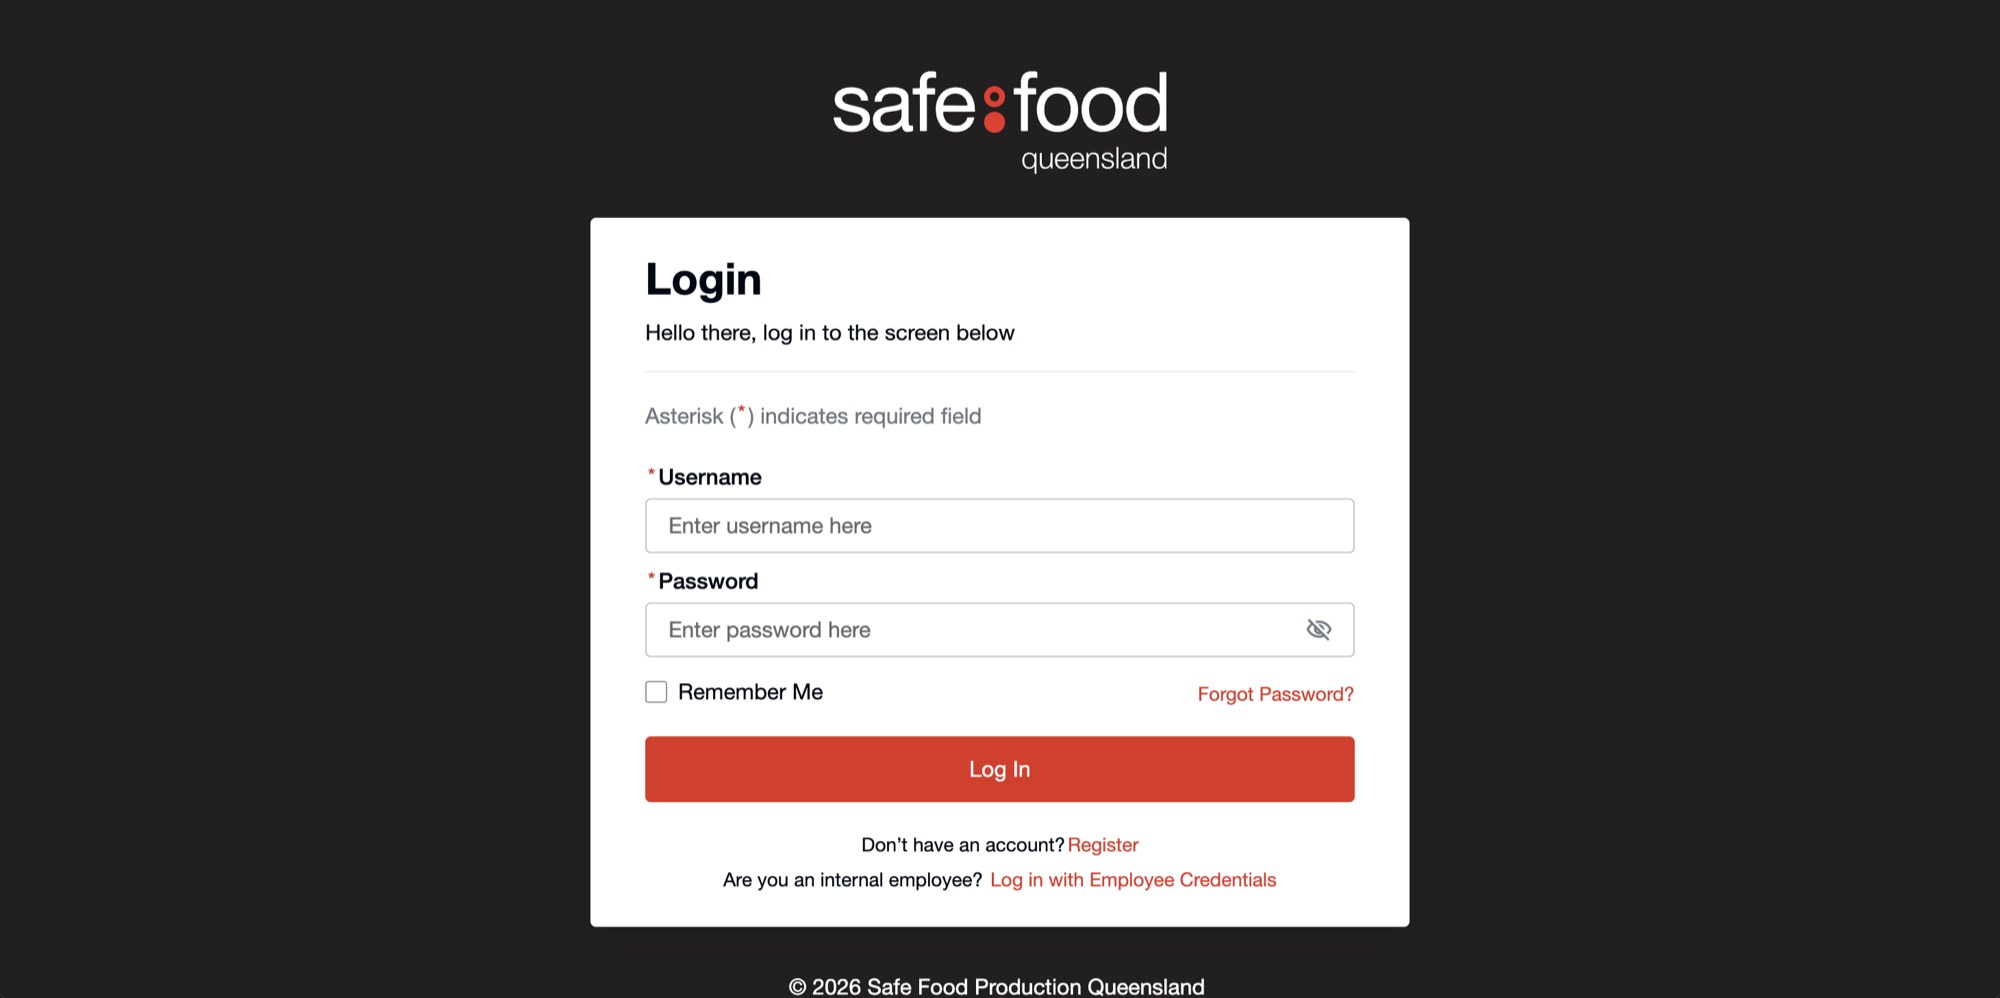 safe:food
queensland
Login
Hello there, log in to the screen below
Asterisk (*) indicates required field
*Username
Enter username here
*Password
Enter password here
Remember Me
Forgot Password?
Log In
Don’t have an account? Register
Are you an internal employee? Log in with Employee Credentials
© 2026 Safe Food Production Queensland